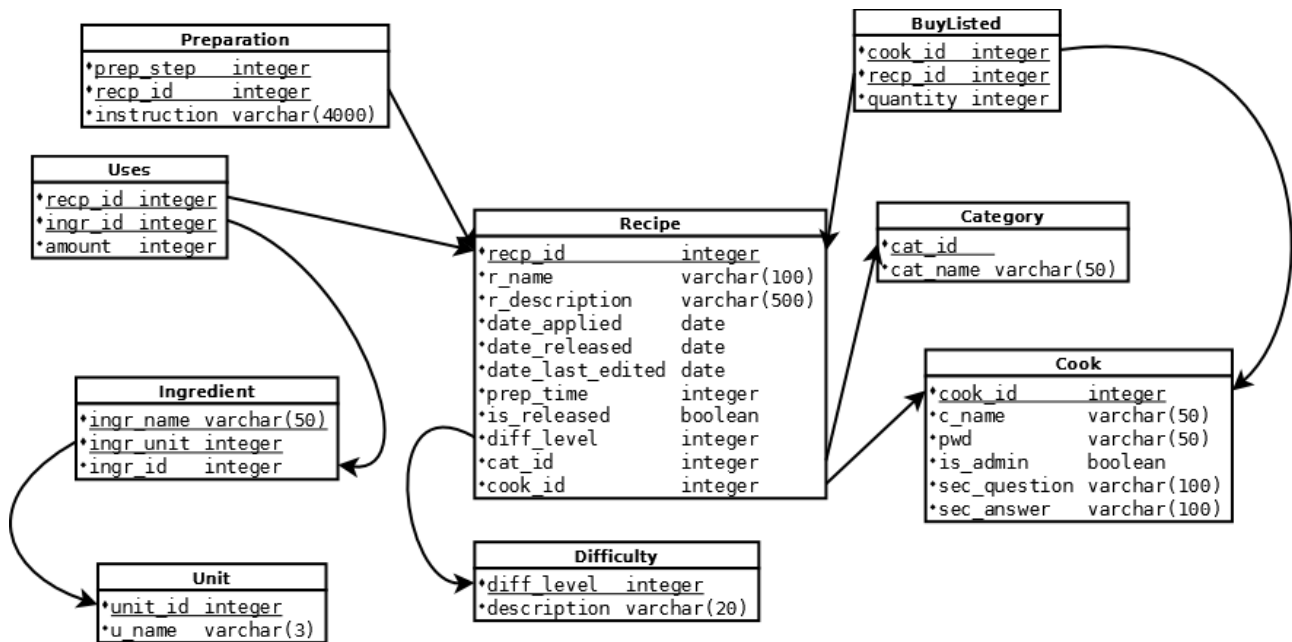 Preparation
prep_step integer
recp_id integer
instruction varchar(4000)
BuyListed
cook_id integer
recp_id integer
quantity integer
Uses
recp_id integer
ingr_id integer
amount integer
Recipe
recp_id integer
r_name varchar(100)
r_description varchar(500)
date_applied date
date_released date
date_last_edited date
prep_time integer
is_released boolean
diff_level integer
cat_id integer
cook_id integer
Category
cat_id
cat_name varchar(50)
Cook
cook_id integer
c_name varchar(50)
pwd varchar(50)
is_admin boolean
sec_question varchar(100)
sec_answer varchar(100)
Ingredient
ingr_name varchar(50)
ingr_unit integer
ingr_id integer
Unit
unit_id integer
u_name varchar(3)
Difficulty
diff_level integer
description varchar(20)